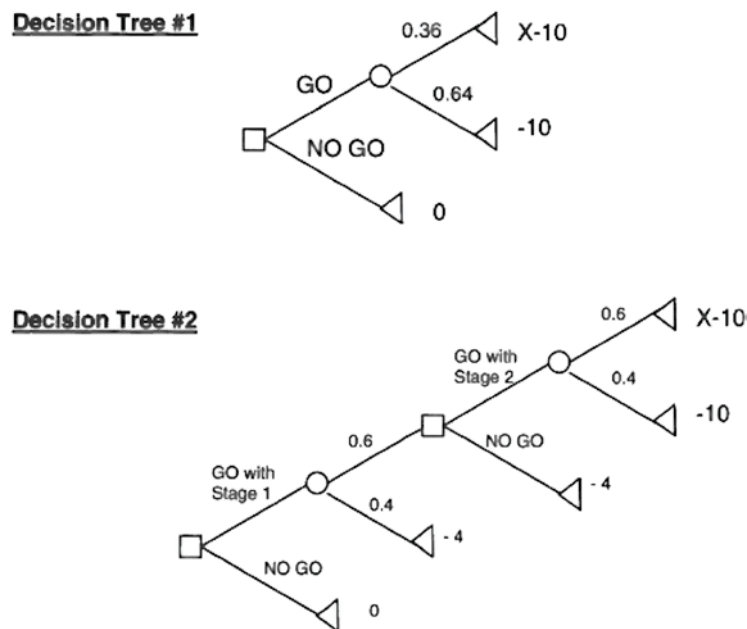 Decision Tree #1
0.36
X-10
GO
0.64
-10
NO GO
0
Decision Tree #2
0.6
X-10
GO with
Stage 2
0.4
-10
0.6
NO GO
- 4
GO with
Stage 1
0.4
- 4
NO GO
0